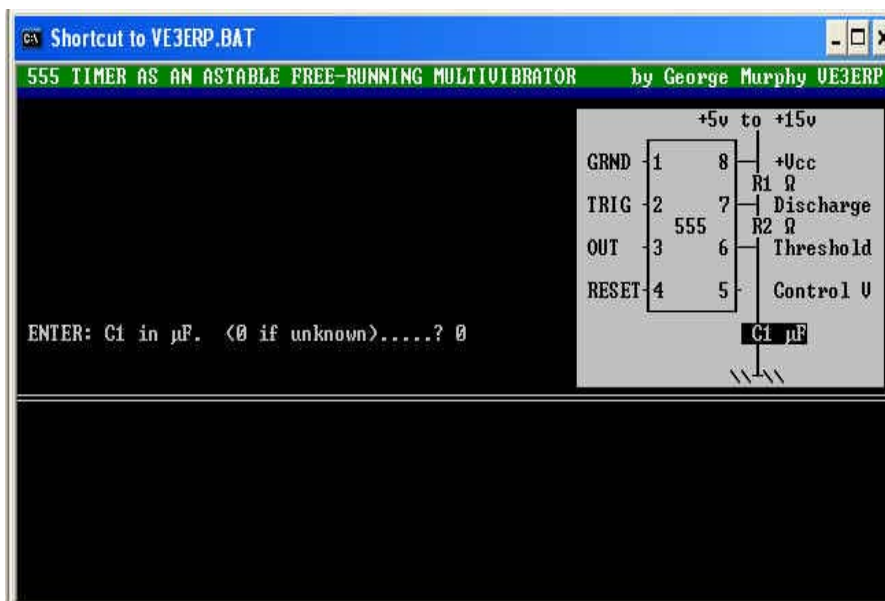 Shortcut to VE3ERP.BAT
555 TIMER AS AN ASTABLE FREE-RUNNING MULTIVIBRATOR by George Murphy VE3ERP
+5v to +15v
GRND 1 8 +Vcc
R1 Ω
TRIG 2 7 Discharge
555 R2 Ω
OUT 3 6 Threshold
RESET 4 5 Control V
ENTER: C1 in µF. (0 if unknown).....? 0
C1 µF